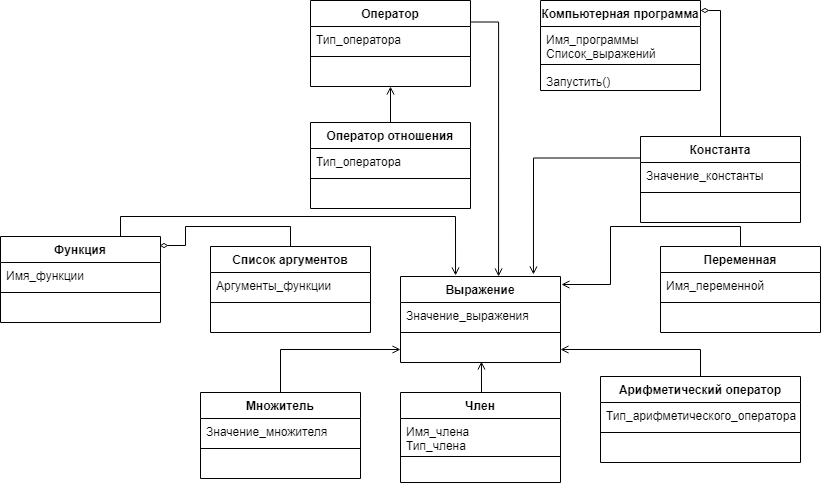 Оператор
Тип_оператора
Компьютерная программа
Имя_программы
Список_выражений
Запустить()
Оператор отношения
Тип_оператора
Константа
Значение_константы
Функция
Имя_функции
Список аргументов
Аргументы_функции
Выражение
Значение_выражения
Переменная
Имя_переменной
Множитель
Значение_множителя
Член
Имя_члена
Тип_члена
Арифметический оператор
Тип_арифметического_оператора